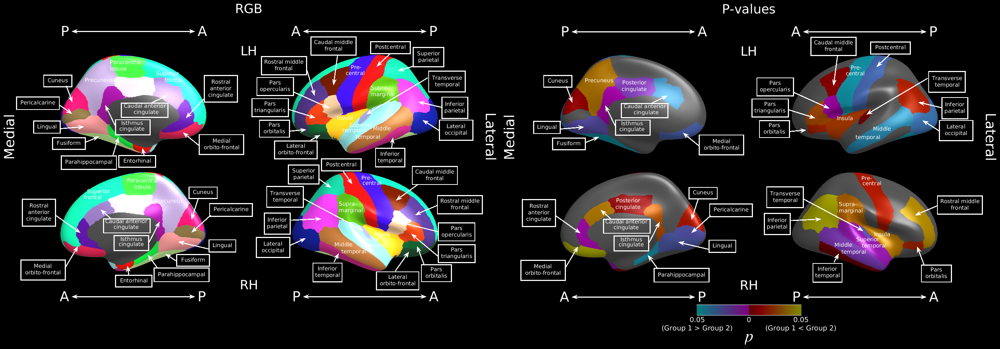 RGB
P A
P A
LH
Medial
Lateral
Cuneus
Pericalcarine
Lingual
Fusiform
Parahippocampal
Entorhinal
Paracentral
lobule
Precuneus
Caudal anterior
cingulate
Isthmus
cingulate
Rostral
anterior
cingulate
Medial
orbito-frontal
Caudal middle
frontal
Rostral middle
frontal
Pars
opercularis
Pars
triangularis
Pars
orbitalis
Lateral
orbito-frontal
Pre-
central
Postcentral
Superior
parietal
Transverse
temporal
Supra-
marginal
Inferior
parietal
Lateral
occipital
Middle
temporal
Inferior
temporal
Superior
frontal
Paracentral
lobule
Rostral
anterior
cingulate
Caudal anterior
cingulate
Isthmus
cingulate
Medial
orbito-frontal
Entorhinal
Parahippocampal
Fusiform
Lingual
Pericalcarine
Cuneus
Superior
parietal
Postcentral
Pre-
central
Caudal middle
frontal
Transverse
temporal
Supra-
marginal
Inferior
parietal
Lateral
occipital
Middle
temporal
Inferior
temporal
Lateral
orbito-frontal
Rostral middle
frontal
Pars
opercularis
Pars
triangularis
Pars
orbitalis
RH
A P
P A
P-values
P A
P A
LH
Medial
Lateral
Cuneus
Precuneus
Posterior
cingulate
Caudal anterior
cingulate
Isthmus
cingulate
Lingual
Fusiform
Medial
orbito-frontal
Caudal middle
frontal
Pre-
central
Postcentral
Pars
opercularis
Pars
triangularis
Pars
orbitalis
Insula
Transverse
temporal
Inferior
parietal
Lateral
occipital
Middle
temporal
Rostral
anterior
cingulate
Posterior
cingulate
Caudal anterior
cingulate
Isthmus
cingulate
Medial
orbito-frontal
Cuneus
Pericalcarine
Lingual
Parahippocampal
Transverse
temporal
Pre-
central
Supra-
marginal
Insula
Superior
temporal
Middle
temporal
Inferior
parietal
Inferior
temporal
Rostral middle
frontal
Pars
orbitalis
RH
A P
P A
0.05 0 0.05
(Group 1 > Group 2) (Group 1 < Group 2)
p